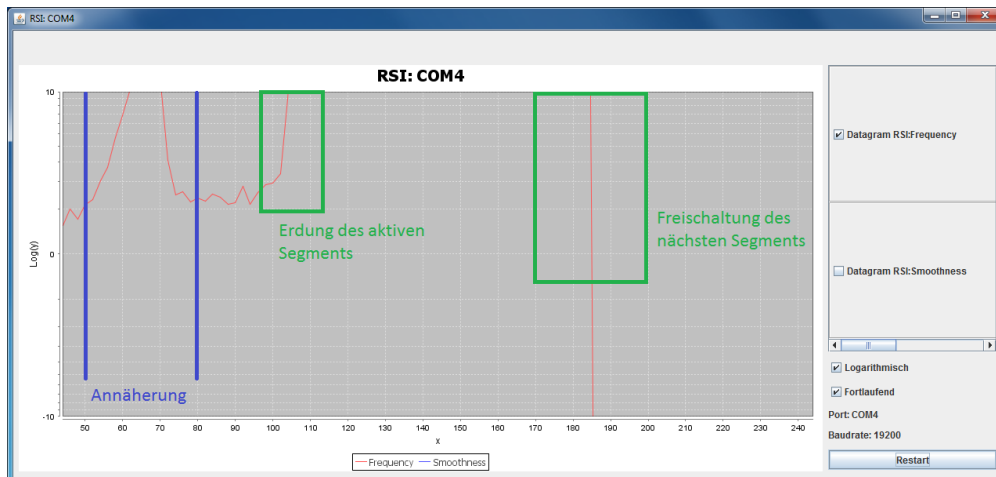 RSI: COM4
RSI: COM4
10
0
-10
Log(Y)
Erdung des aktiven
Segments
Freischaltung des
nächsten Segments
Annäherung
50 60 70 80 90 100 110 120 130 140 150 160 170 180 190 200 210 220 230 240
x
Frequency Smoothness
Datagram RSI:Frequency
Datagram RSI:Smoothness
Logarithmisch
Fortlaufend
Port: COM4
Baudrate: 19200
Restart